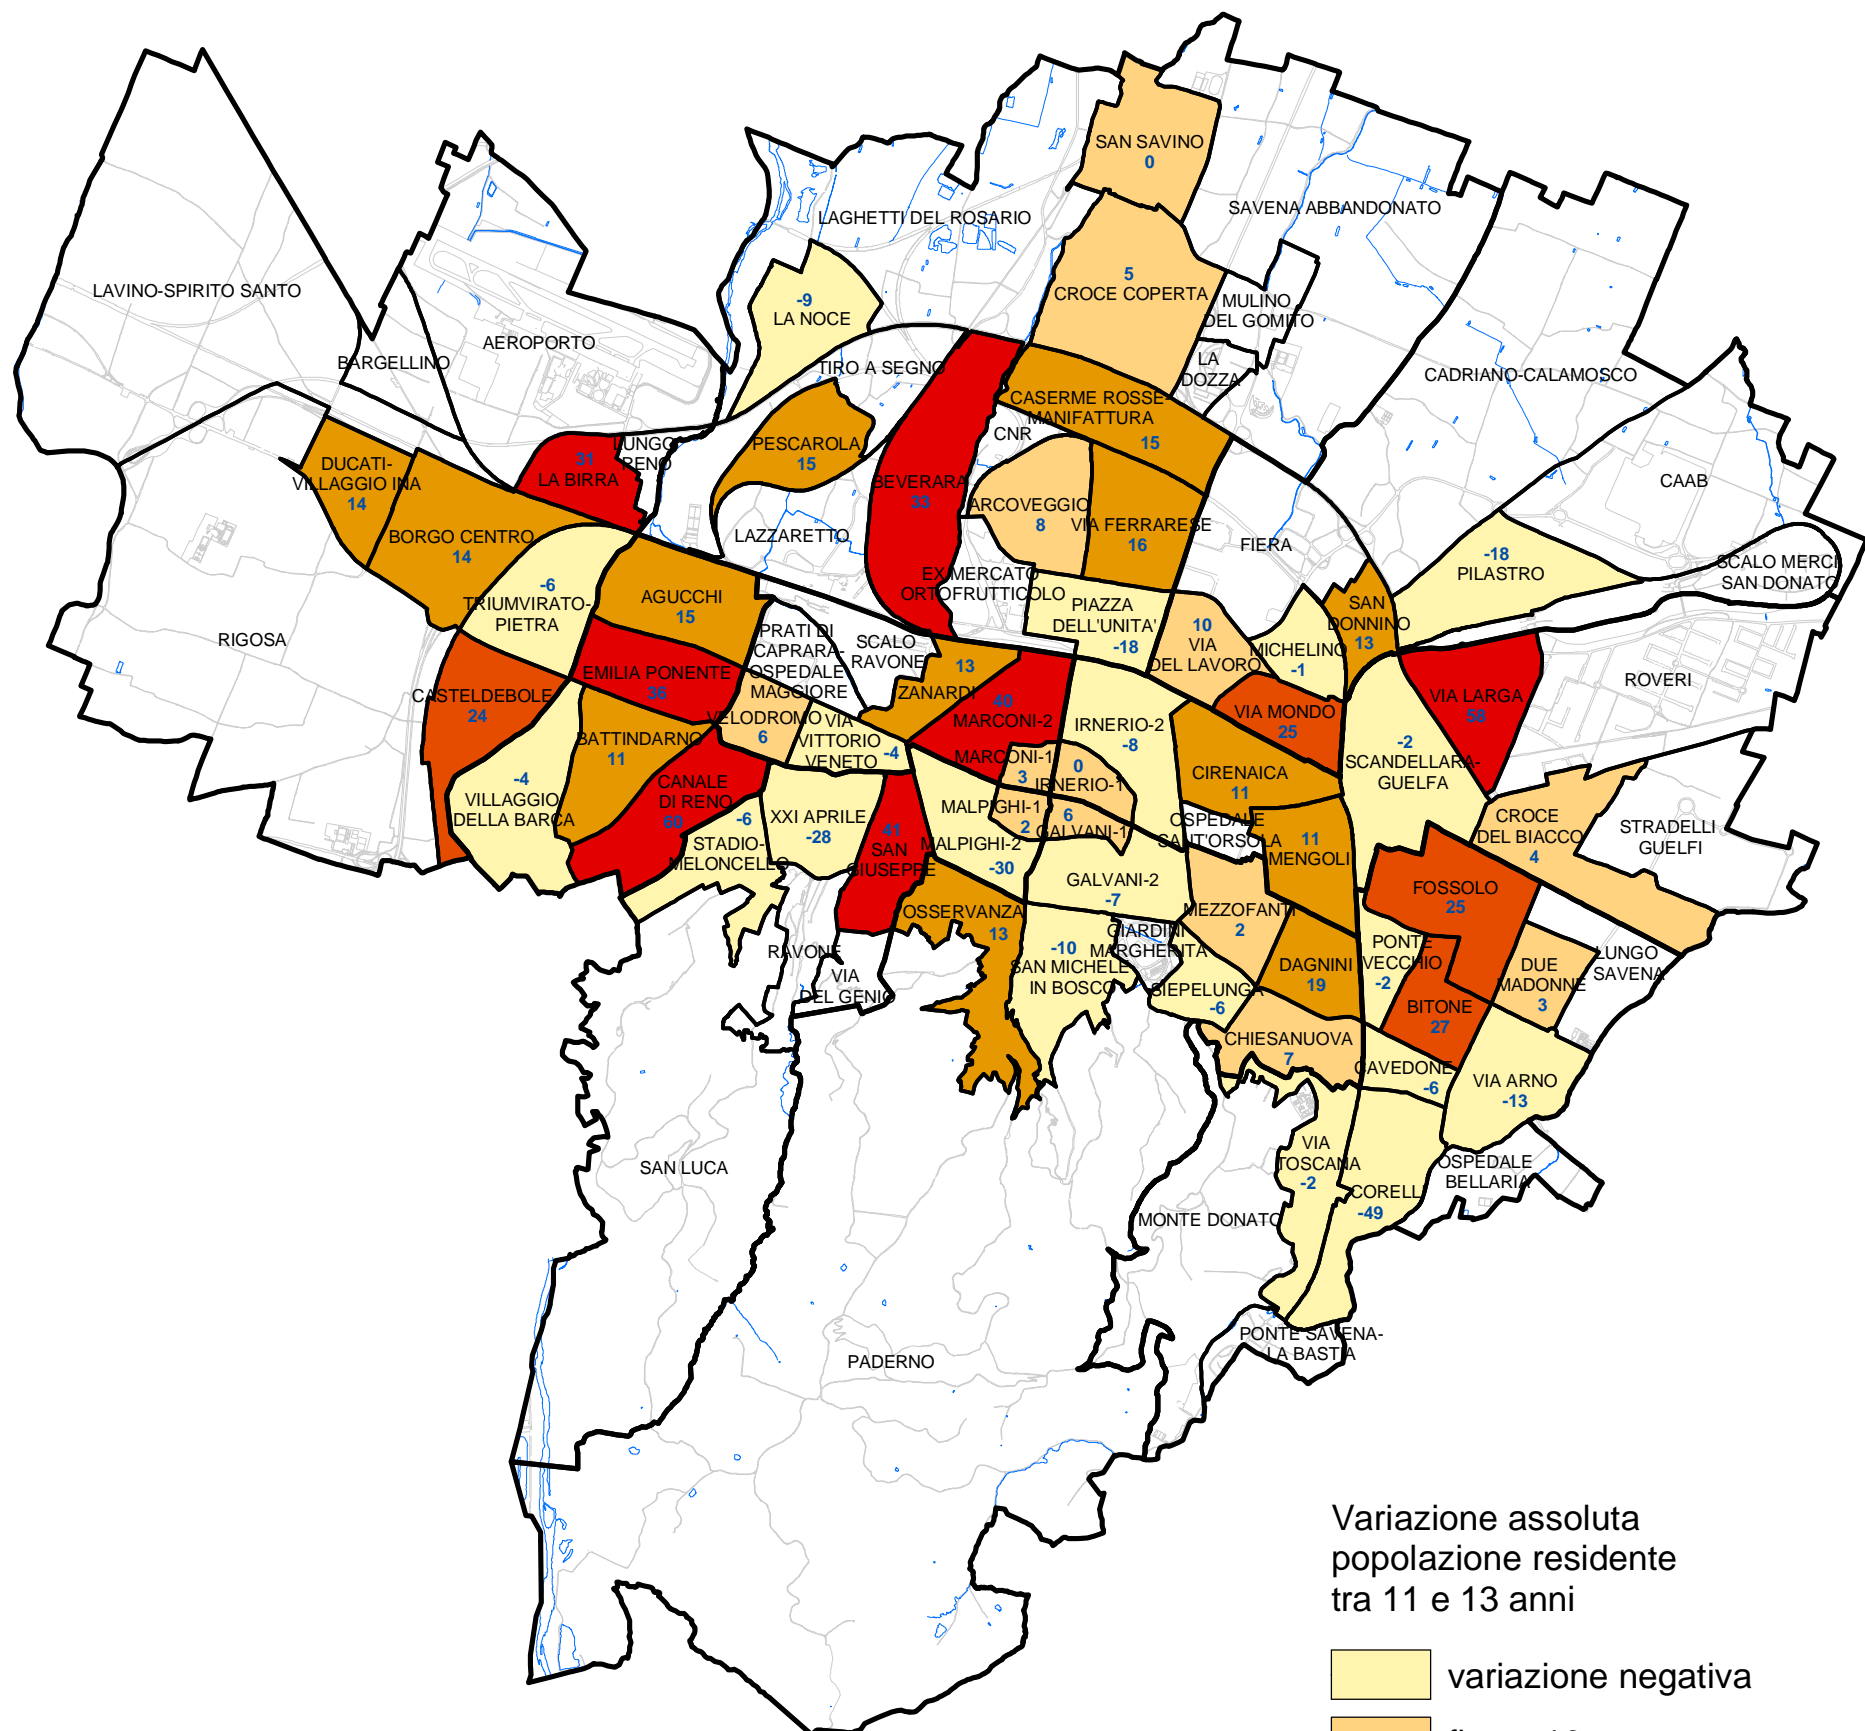 SAN SAVINO
0
LAGHETTI DEL ROSARIO
SAVENA ABBANDONATO
LAVINO-SPIRITO SANTO
5
CROCE COPERTA
-9
LA NOCE
MULINO
DEL GOMITO
AEROPORTO
BARGELLINO
TIRO A SEGNO
LA
DOZZA
CADRIANO-CALAMOSCO
CASERME ROSSE-
MANIFATTURA
15
CNR
PESCAROLA
15
LUNGO
RENO
31
LA BIRRA
DUCATI-
VILLAGGIO INA
14
BEVERARA
33
CAAB
ARCOVEGGIO
8
VIA FERRARESE
16
BORGO CENTRO
14
LAZZARETTO
FIERA
-18
PILASTRO
SCALO MERCI
SAN DONATO
EX MERCATO
ORTOFRUTTICOLO
-6
TRIUMVIRATO-
PIETRA
AGUCCHI
15
PIAZZA
DELL'UNITA'
-18
SAN
DONNINO
13
RIGOSA
PRATI DI
CAPRARA-
OSPEDALE
MAGGIORE
SCALO
RAVONE
10
VIA
DEL LAVORO
MICHELINO
-1
EMILIA PONENTE
36
13
ZANARDI
ROVERI
CASTELDEBOLE
24
40
MARCONI-2
VIA LARGA
58
VELODROMO
6
VIA
VITTORIO
VENETO
-4
IRNERIO-2
-8
VIA MONDO
25
BATTINDARNO
11
-2
SCANDELLARA-
GUELFA
MARCONI-1
3
0
IRNERIO-1
CIRENAICA
11
-4
VILLAGGIO
DELLA BARCA
CANALE
DI RENO
60
MALPIGHI-1
2
6
GALVANI-1
OSPEDALE
SANT'ORSOLA
CROCE
DEL BIACCO
4
STRADELLI
GUELFI
-6
STADIO-
MELONCELLO
XXI APRILE
-28
41
SAN
GIUSEPPE
MALPIGHI-2
-30
11
MENGOLI
GALVANI-2
-7
FOSSOLO
25
OSSERVANZA
13
MEZZOFANTI
2
RAVONE
GIARDINI
MARGHERITA
PONTE
VECCHIO
-2
LUNGO
SAVENA
-10
SAN MICHELE
IN BOSCO
DAGNINI
19
DUE
MADONNE
3
VIA
DEL GENIO
SIEPELUNGA
-6
BITONE
27
CHIESANUOVA
7
CAVEDONE
-6
VIA ARNO
-13
SAN LUCA
VIA
TOSCANA
-2
OSPEDALE
BELLARIA
CORELLI
-49
MONTE DONATO
PONTE SAVENA-
LA BASTIA
PADERNO
Variazione assoluta
popolazione residente
tra 11 e 13 anni
variazione negativa